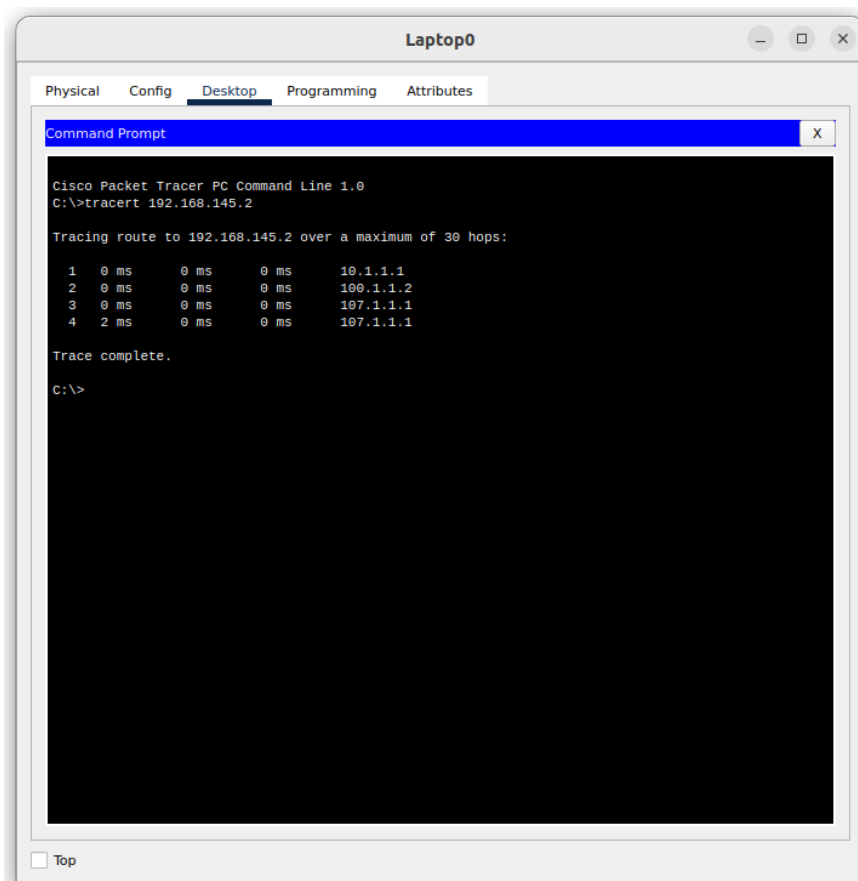 Laptop0
Physical Config Desktop Programming Attributes
Command Prompt X
Cisco Packet Tracer PC Command Line 1.0
C:\>tracert 192.168.145.2
Tracing route to 192.168.145.2 over a maximum of 30 hops:
1 0 ms 0 ms 0 ms 10.1.1.1
2 0 ms 0 ms 0 ms 100.1.1.2
3 0 ms 0 ms 0 ms 107.1.1.1
4 2 ms 0 ms 0 ms 107.1.1.1
Trace complete.
C:\>
Top